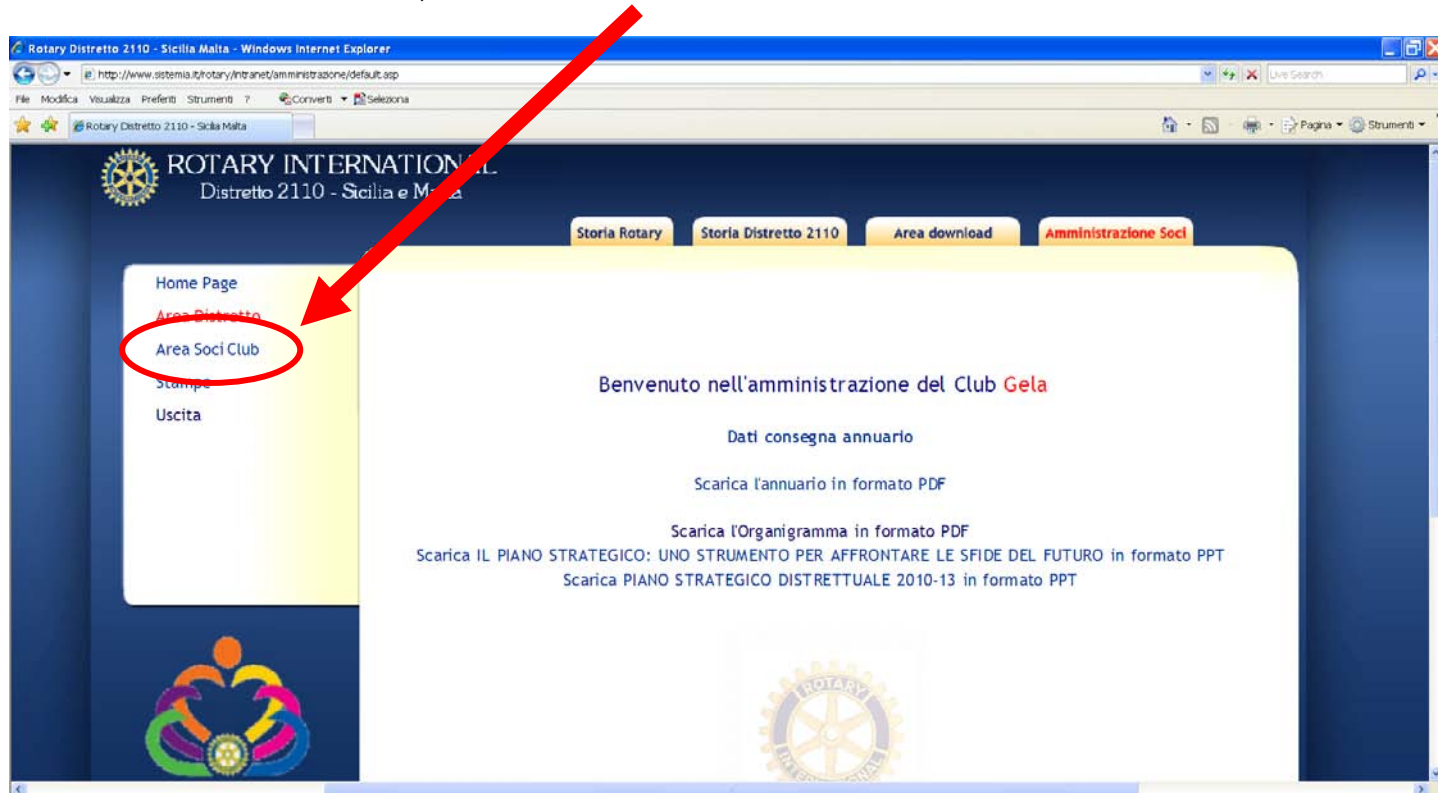 Rotary Distretto 2110 - Sicilia Malta - Windows Internet Explorer
http://www.sistemia.it/rotary/intranet/amministrazione/default.asp
Live Search
File Modifica Visualizza Preferiti Strumenti ? Converti Seleziona
Rotary Distretto 2110 - Sicilia Malta
Pagina Strumenti
ROTARY INTERNATIONAL
Distretto 2110 - Sicilia e Malta
Storia Rotary Storia Distretto 2110 Area download Amministrazione Soci
Home Page
Area Distretto
Area Soci Club
Stampe
Uscita
Benvenuto nell'amministrazione del Club Gela
Dati consegna annuario
Scarica l'annuario in formato PDF
Scarica l'Organigramma in formato PDF
Scarica IL PIANO STRATEGICO: UNO STRUMENTO PER AFFRONTARE LE SFIDE DEL FUTURO in formato PPT
Scarica PIANO STRATEGICO DISTRETTUALE 2010-13 in formato PPT
ROTARY
INTERNATIONAL